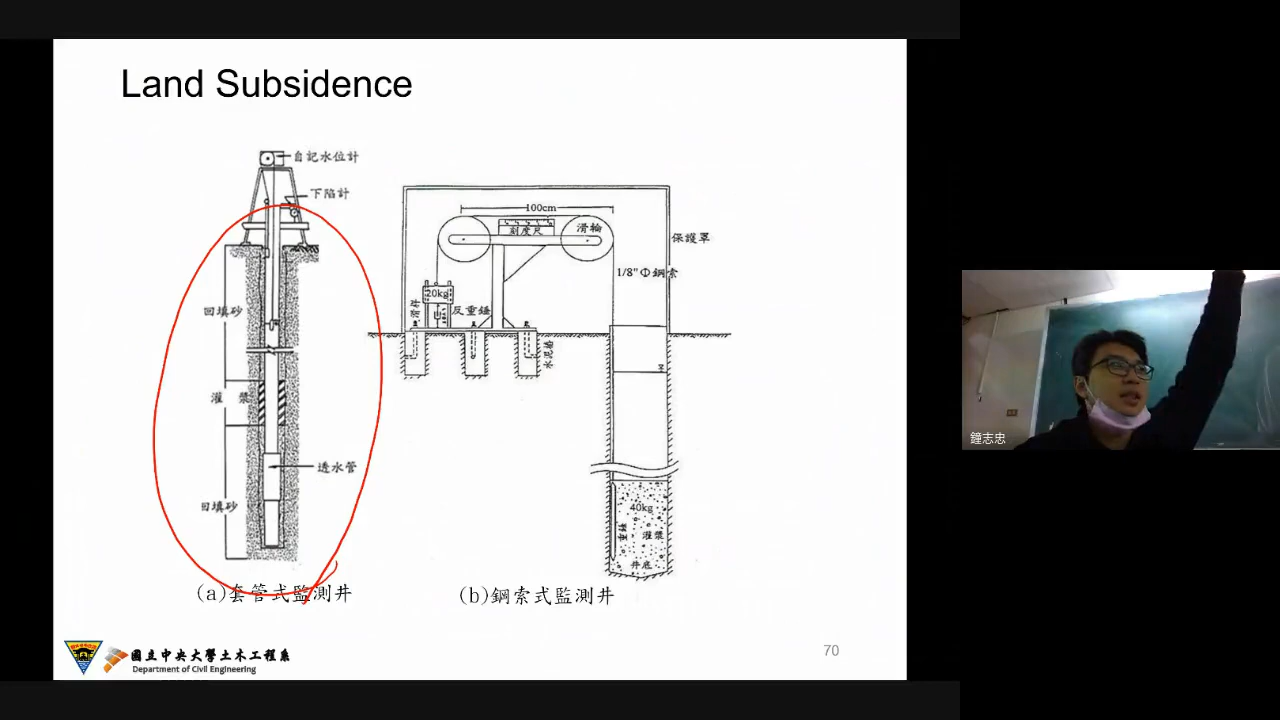 Land Subsidence
自記水位計
下陷計
回填砂
灌漿
透水管
回填砂
(a)套管式監測井
100cm
刻度尺
滑輪
保護罩
1/8"Φ鋼索
20kg
滑料
反重錘
水泥樁
40kg
重錘
灌漿
井底
(b)鋼索式監測井
國立中央大學土木工程系
Department of Civil Engineering
70
鐘志忠